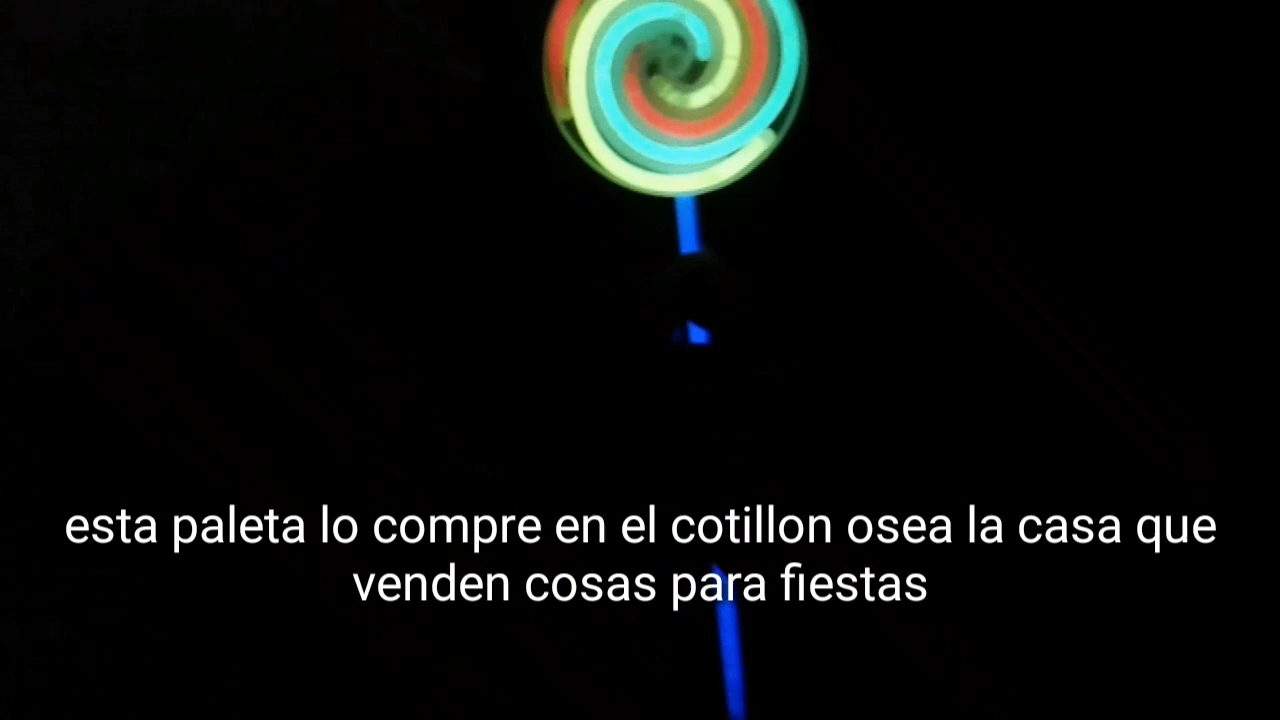 esta paleta lo compre en el cotillon osea la casa que
venden cosas para fiestas